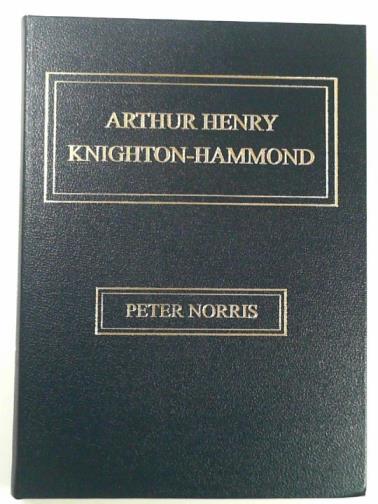 ARTHUR HENRY
KNIGHTON-HAMMOND
PETER NORRIS